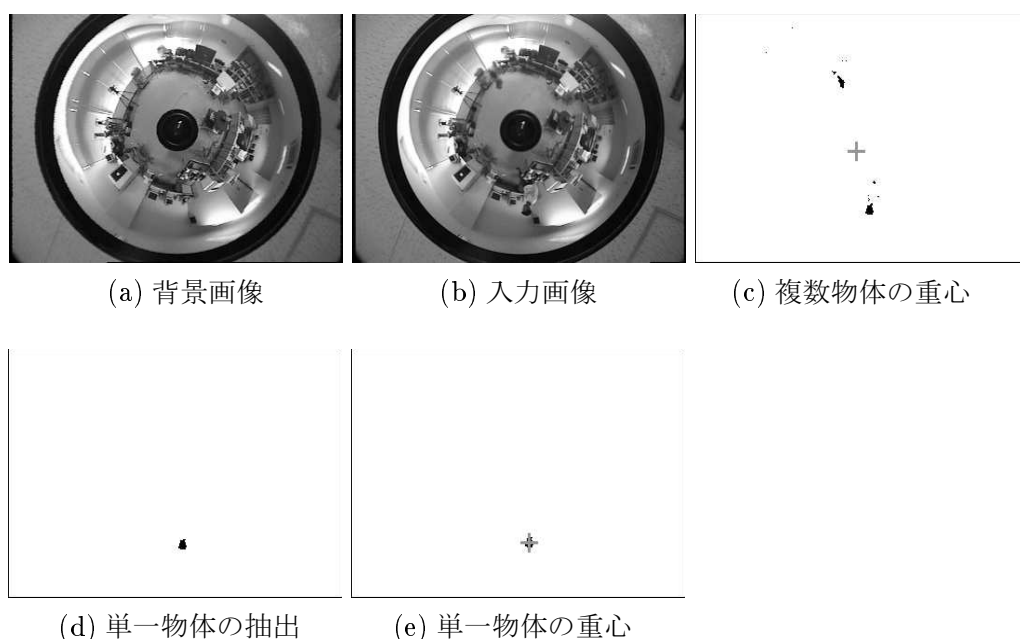 (a) 背景画像
(b) 入力画像
(c) 複数物体の重心
(d) 単一物体の抽出
(e) 単一物体の重心